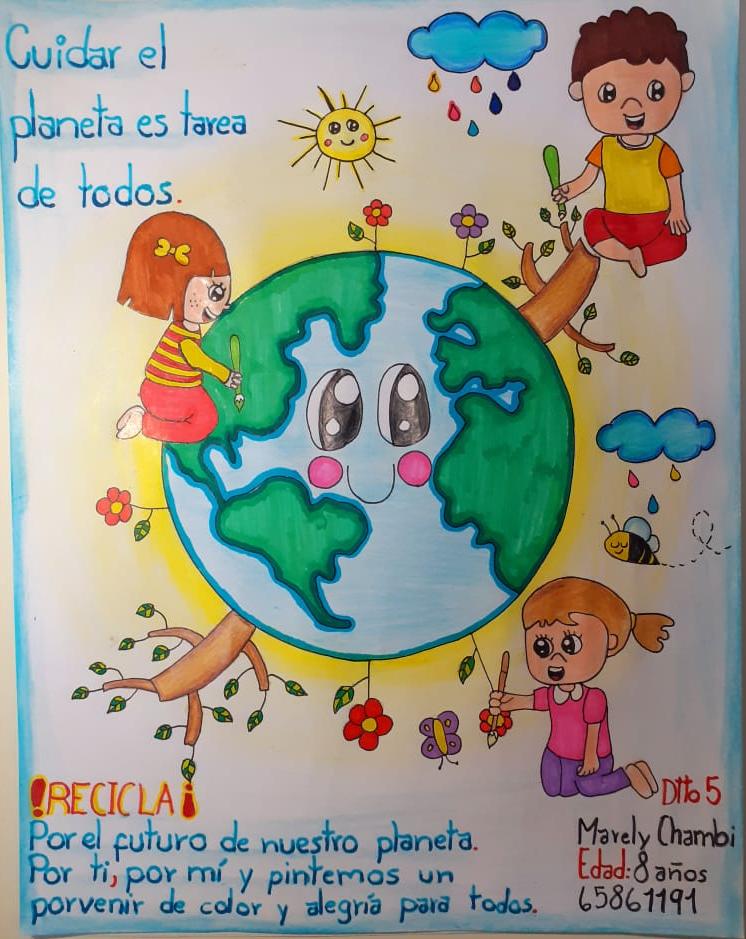 Cuidar el
planeta es tarea
de todos.
!RECICLA¡
Por el futuro de nuestro planeta.
Por ti, por mí y pintemos un
porvenir de color y alegría para todos.
Dtto 5
Marely Chambi
Edad: 8 años
65861191